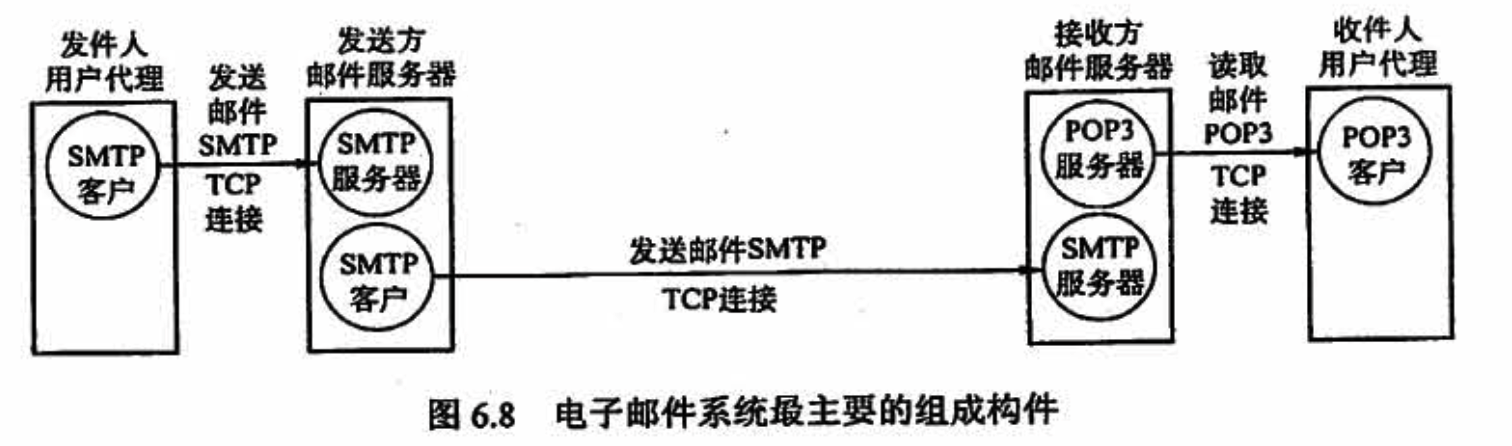 发件人
用户代理
SMTP
客户
发送
邮件
SMTP
TCP
连接
发送方
邮件服务器
SMTP
服务器
SMTP
客户
发送邮件SMTP
TCP连接
接收方
邮件服务器
POP3
服务器
SMTP
服务器
读取
邮件
POP3
TCP
连接
收件人
用户代理
POP3
客户
图 6.8 电子邮件系统最主要的组成构件